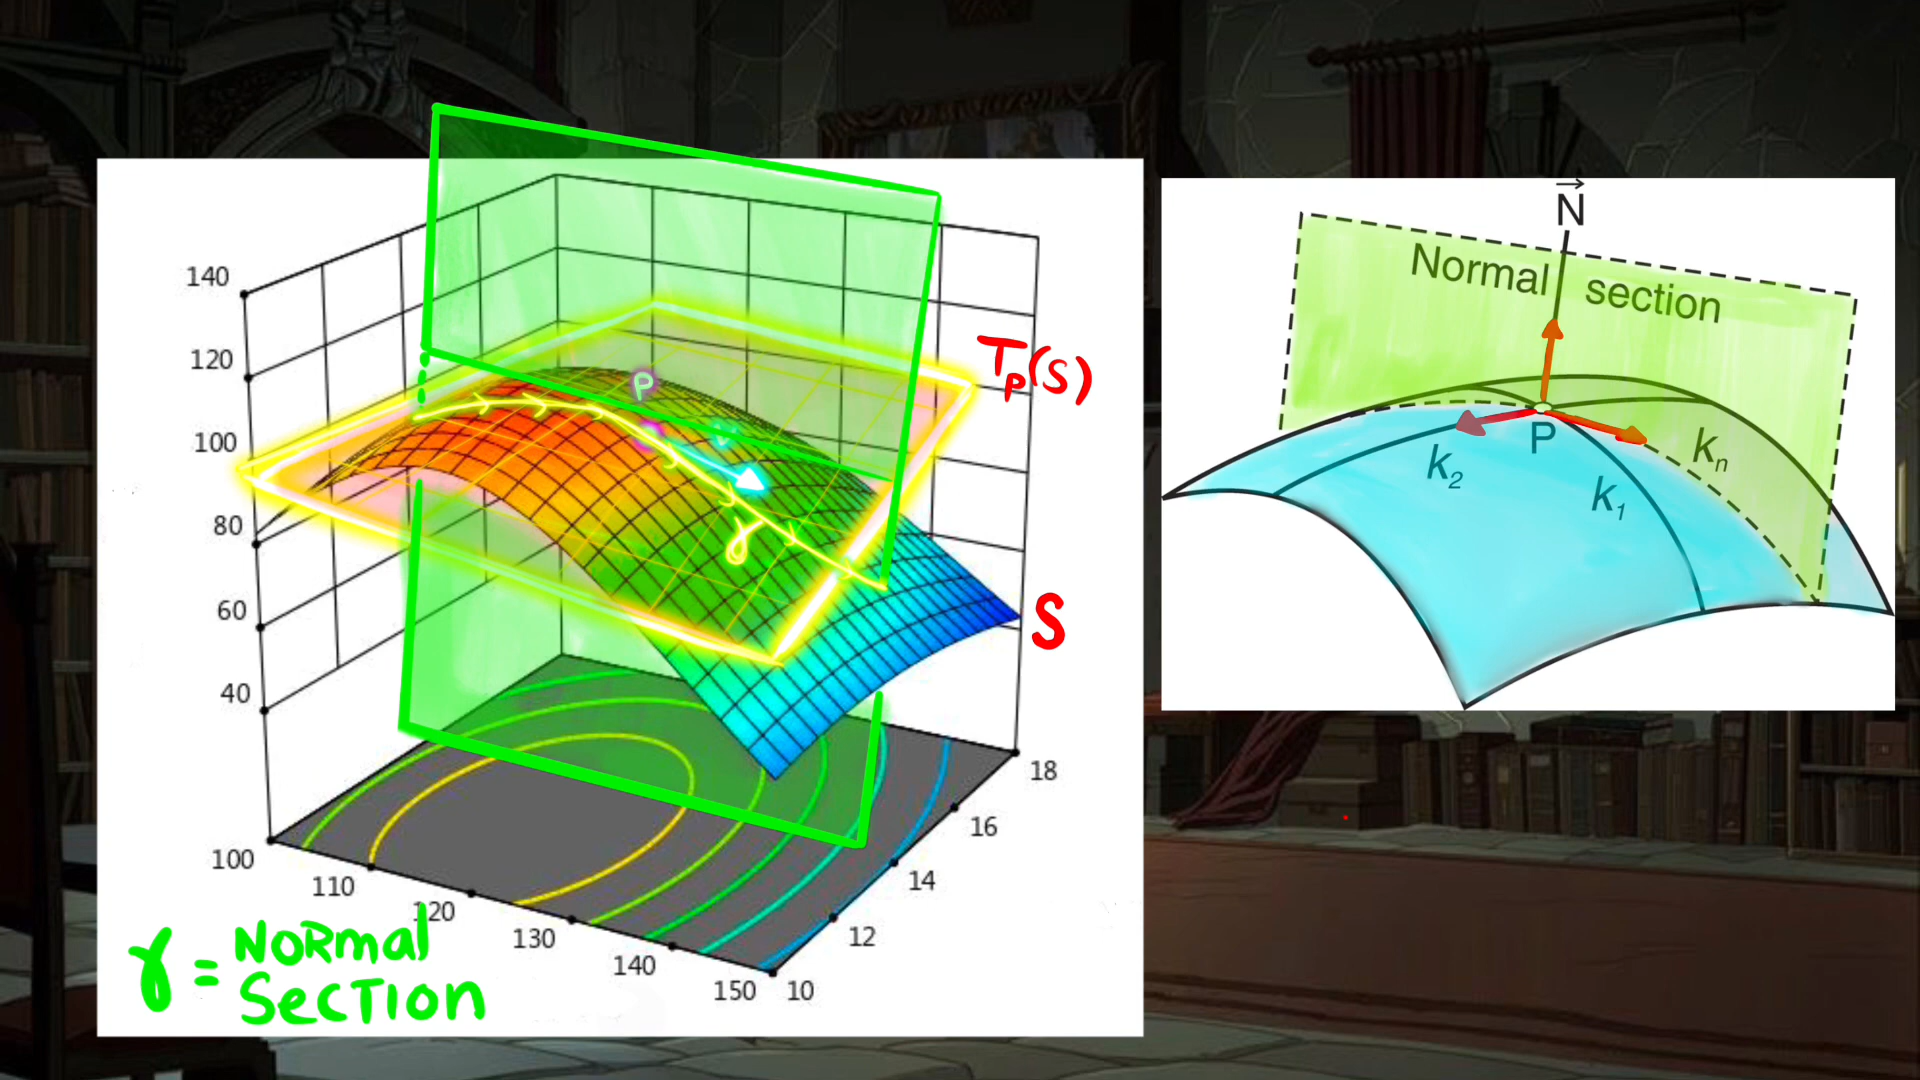 140
120
100
80
60
40
100
110
120
130
140
150
10
12
14
16
18
P
v
γ
Tp(S)
S
γ = Normal
Section
N
Normal section
P
k2
k1
kn